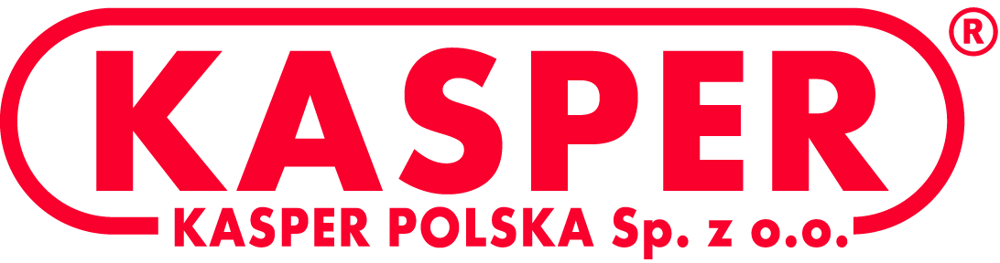 KASPER ®
KASPER POLSKA Sp. z o.o.